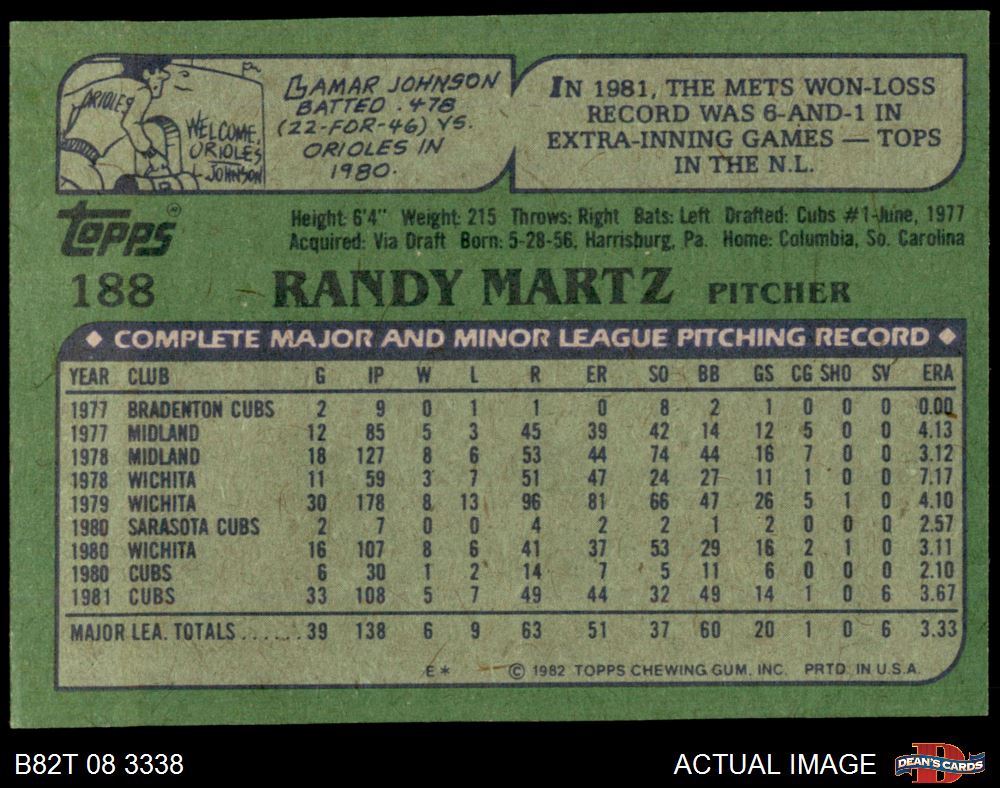 ORIOLES
WELCOME,
ORIOLES
JOHNSON
LAMAR JOHNSON
BATTED .478
(22-FOR-46) VS.
ORIOLES IN
1980.
IN 1981, THE METS WON-LOSS
RECORD WAS 6-AND-1 IN
EXTRA-INNING GAMES — TOPS
IN THE N.L.
TOPPS®
Height: 6'4" Weight: 215 Throws: Right Bats: Left Drafted: Cubs #1-June, 1977
Acquired: Via Draft Born: 5-28-56, Harrisburg, Pa. Home: Columbia, So. Carolina
188 RANDY MARTZ PITCHER
◆ COMPLETE MAJOR AND MINOR LEAGUE PITCHING RECORD ◆
YEAR CLUB G IP W L R ER SO BB GS CG SHO SV ERA
1977 BRADENTON CUBS 2 9 0 1 1 0 8 2 1 0 0 0 0.00
1977 MIDLAND 12 85 5 3 45 39 42 14 12 5 0 0 4.13
1978 MIDLAND 18 127 8 6 53 44 74 44 16 7 0 0 3.12
1978 WICHITA 11 59 3 7 51 47 24 27 11 1 0 0 7.17
1979 WICHITA 30 178 8 13 96 81 66 47 26 5 1 0 4.10
1980 SARASOTA CUBS 2 7 0 0 4 2 2 1 2 0 0 0 2.57
1980 WICHITA 16 107 8 6 41 37 53 29 16 2 1 0 3.11
1980 CUBS 6 30 1 2 14 7 5 11 6 0 0 0 2.10
1981 CUBS 33 108 5 7 49 44 32 49 14 1 0 6 3.67
MAJOR LEA. TOTALS......39 138 6 9 63 51 37 60 20 1 0 6 3.33
E* © 1982 TOPPS CHEWING GUM, INC. PRTD. IN U.S.A.
B82T 08 3338 ACTUAL IMAGE D DEAN'S CARDS